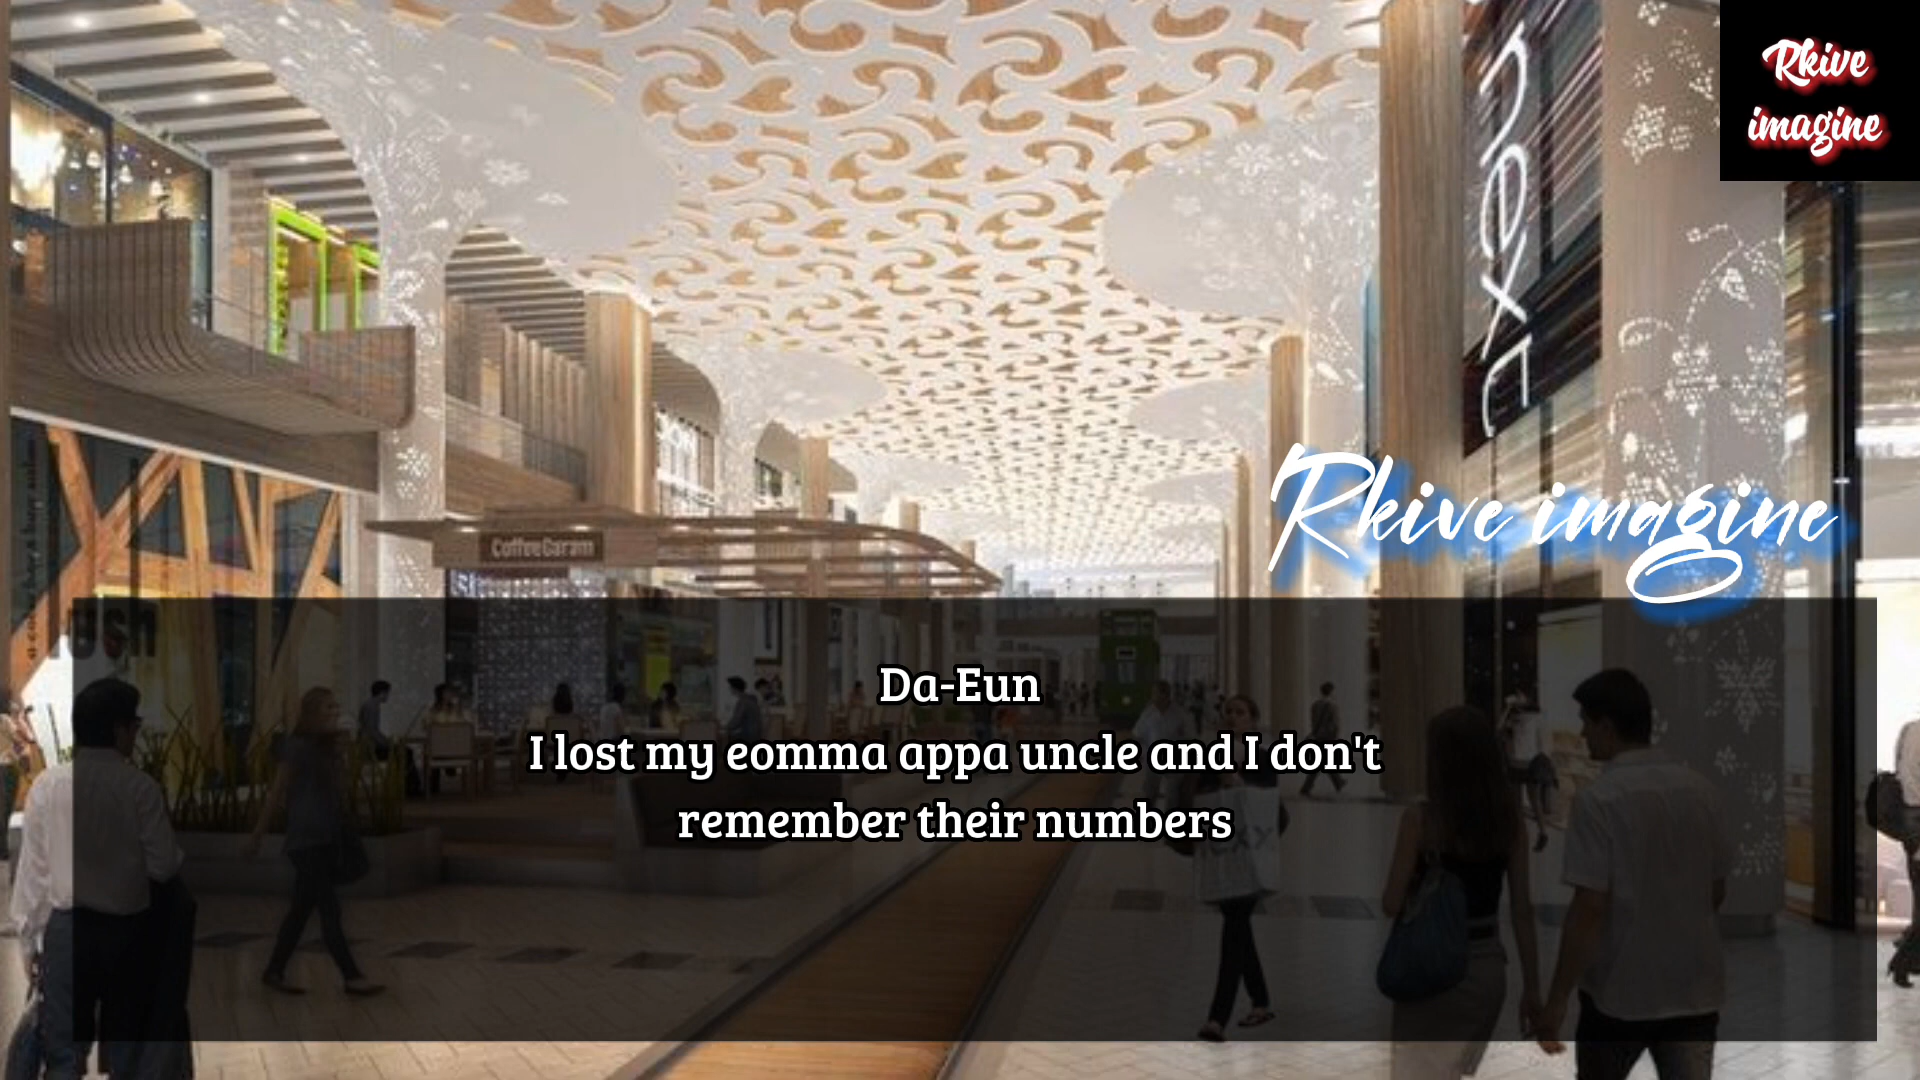 Rkive
imagine
next
CoffeeGaram
Rkive imagine
Da-Eun
I lost my eomma appa uncle and I don't
remember their numbers